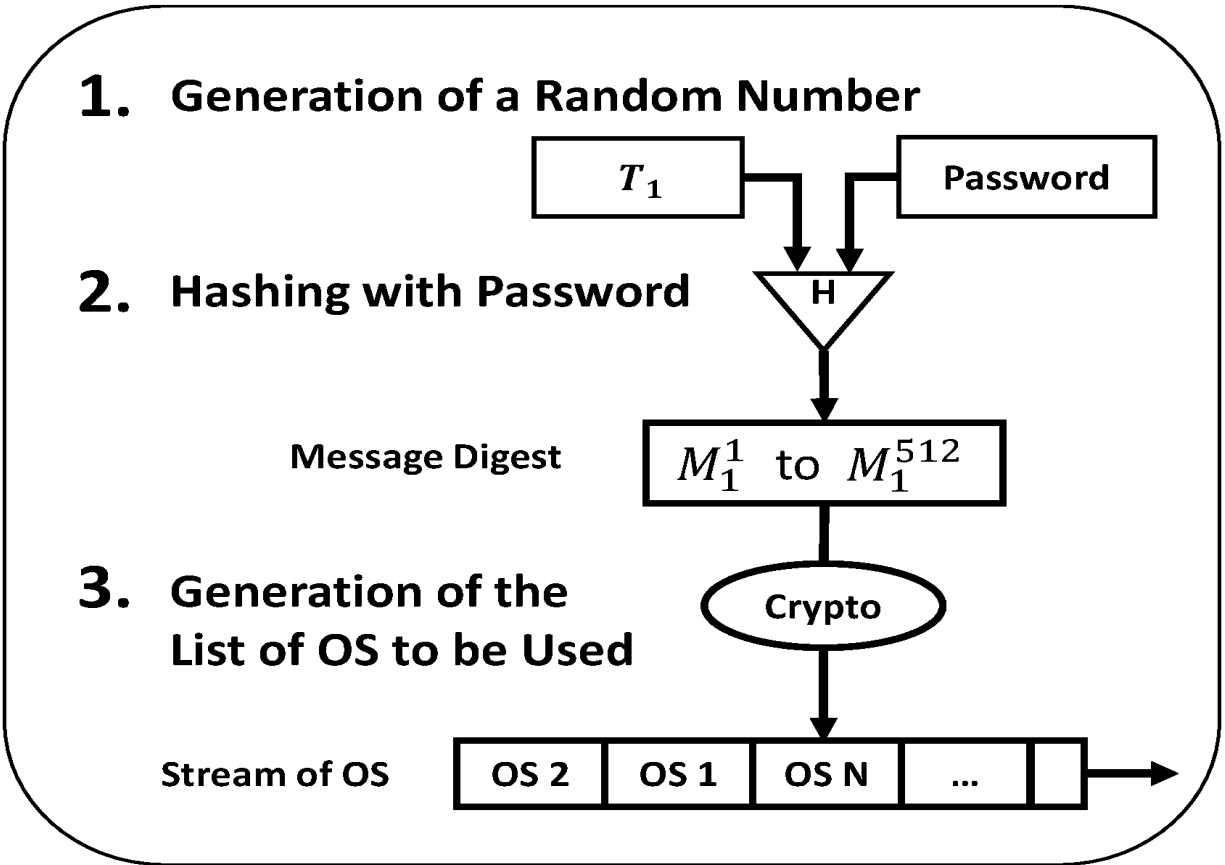 1. Generation of a Random Number
T₁
Password
2. Hashing with Password
H
Message Digest
M₁¹ to M₁⁵¹²
3. Generation of the
List of OS to be Used
Crypto
Stream of OS
OS 2
OS 1
OS N
...